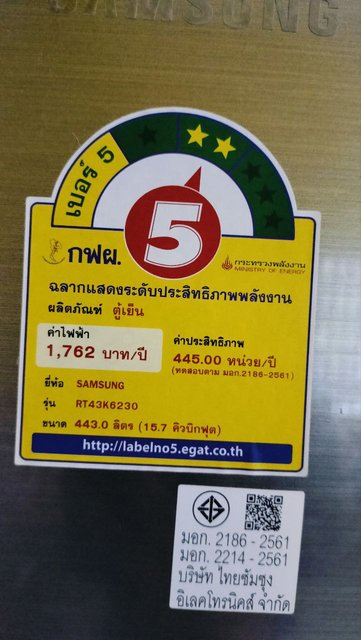 SAMSUNG
เบอร์ 5
5
กฟผ.
กระทรวงพลังงาน
MINISTRY OF ENERGY
ฉลากแสดงระดับประสิทธิภาพพลังงาน
ผลิตภัณฑ์ ตู้เย็น
ค่าไฟฟ้า
1,762 บาท/ปี
ค่าประสิทธิภาพ
445.00 หน่วย/ปี
(ทดสอบตาม มอก.2186-2561)
ยี่ห้อ SAMSUNG
รุ่น RT43K6230
ขนาด 443.0 ลิตร (15.7 คิวบิกฟุต)
http://labelno5.egat.co.th
มอก. 2186 - 2561
มอก. 2214 - 2561
บริษัท ไทยซัมซุง
อิเลคโทรนิคส์ จำกัด